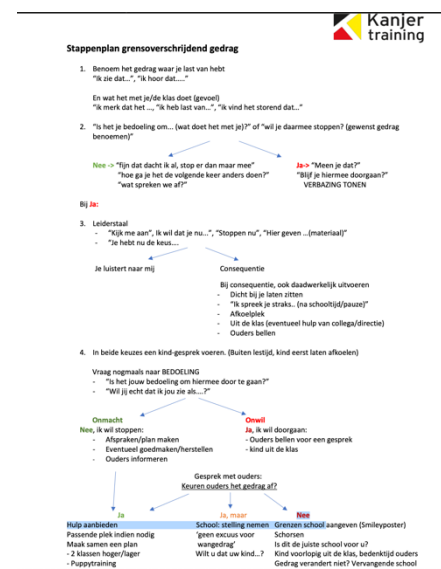 Kanjer
training
Stappenplan grensoverschrijdend gedrag
1. Benoem het gedrag waar je last van hebt
"Ik zie dat…", "ik hoor dat….."
En wat het met je/de klas doet (gevoel)
"ik merk dat het …, "ik heb last van…", "ik vind het storend dat…"
2. "Is het je bedoeling om… (wat doet het met je)?" of "wil je daarmee stoppen? (gewenst gedrag
benoemen)"
Nee -> "fijn dat dacht ik al, stop er dan maar mee"
"hoe ga je het de volgende keer anders doen?"
"wat spreken we af?"
Ja-> "Meen je dat?"
"Blijf je hiermee doorgaan?"
VERBAZING TONEN
Bij Ja:
3. Leiderstaal
- "Kijk me aan", Ik wil dat je nu…", "Stoppen nu", "Hier geven …(materiaal)"
- "Je hebt nu de keus….
Je luistert naar mij
Consequentie
Bij consequentie, ook daadwerkelijk uitvoeren
- Dicht bij je laten zitten
- "Ik spreek je straks.. (na schooltijd/pauze)"
- Afkoelplek
- Uit de klas (eventueel hulp van collega/directie)
- Ouders bellen
4. In beide keuzes een kind-gesprek voeren. (Buiten lestijd, kind eerst laten afkoelen)
Vraag nogmaals naar BEDOELING
- "Is het jouw bedoeling om hiermee door te gaan?"
- "Wil jij echt dat ik jou zie als….?"
Onmacht
Nee, ik wil stoppen:
- Afspraken/plan maken
- Eventueel goedmaken/herstellen
- Ouders informeren
Onwil
Ja, ik wil doorgaan:
- Ouders bellen voor een gesprek
- kind uit de klas
Gesprek met ouders:
Keuren ouders het gedrag af?
Ja
Hulp aanbieden
Passende plek indien nodig
Maak samen een plan
- 2 klassen hoger/lager
- Puppytraining
Ja, maar
School: stelling nemen
'geen excuus voor
wangedrag'
Wilt u dat uw kind…?
Nee
Grenzen school aangeven (Smileyposter)
Schorsen
Is dit de juiste school voor u?
Kind voorlopig uit de klas, bedenktijd ouders
Gedrag verandert niet? Vervangende school